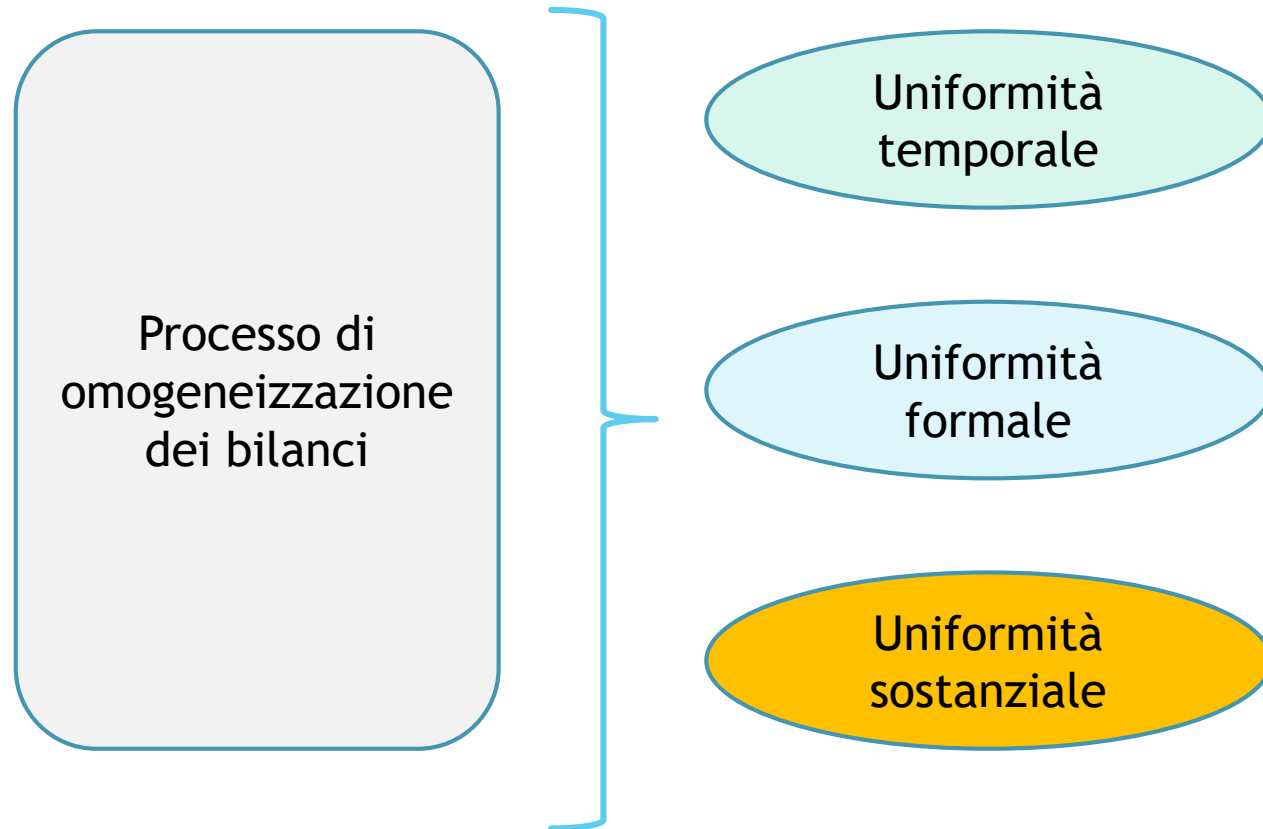 Processo di
omogeneizzazione
dei bilanci
Uniformità
temporale
Uniformità
formale
Uniformità
sostanziale